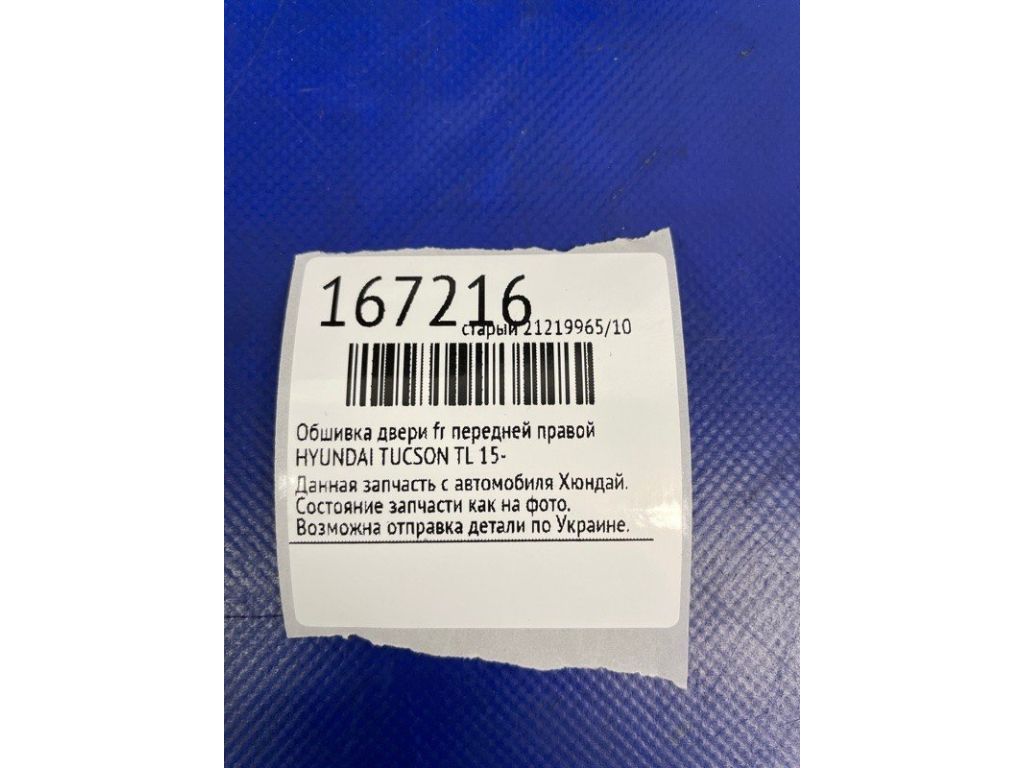 167216
старый 21219965/10
Обшивка двери fr передней правой
HYUNDAI TUCSON TL 15-
Данная запчасть с автомобиля Хюндай.
Состояние запчасти как на фото.
Возможна отправка детали по Украине.